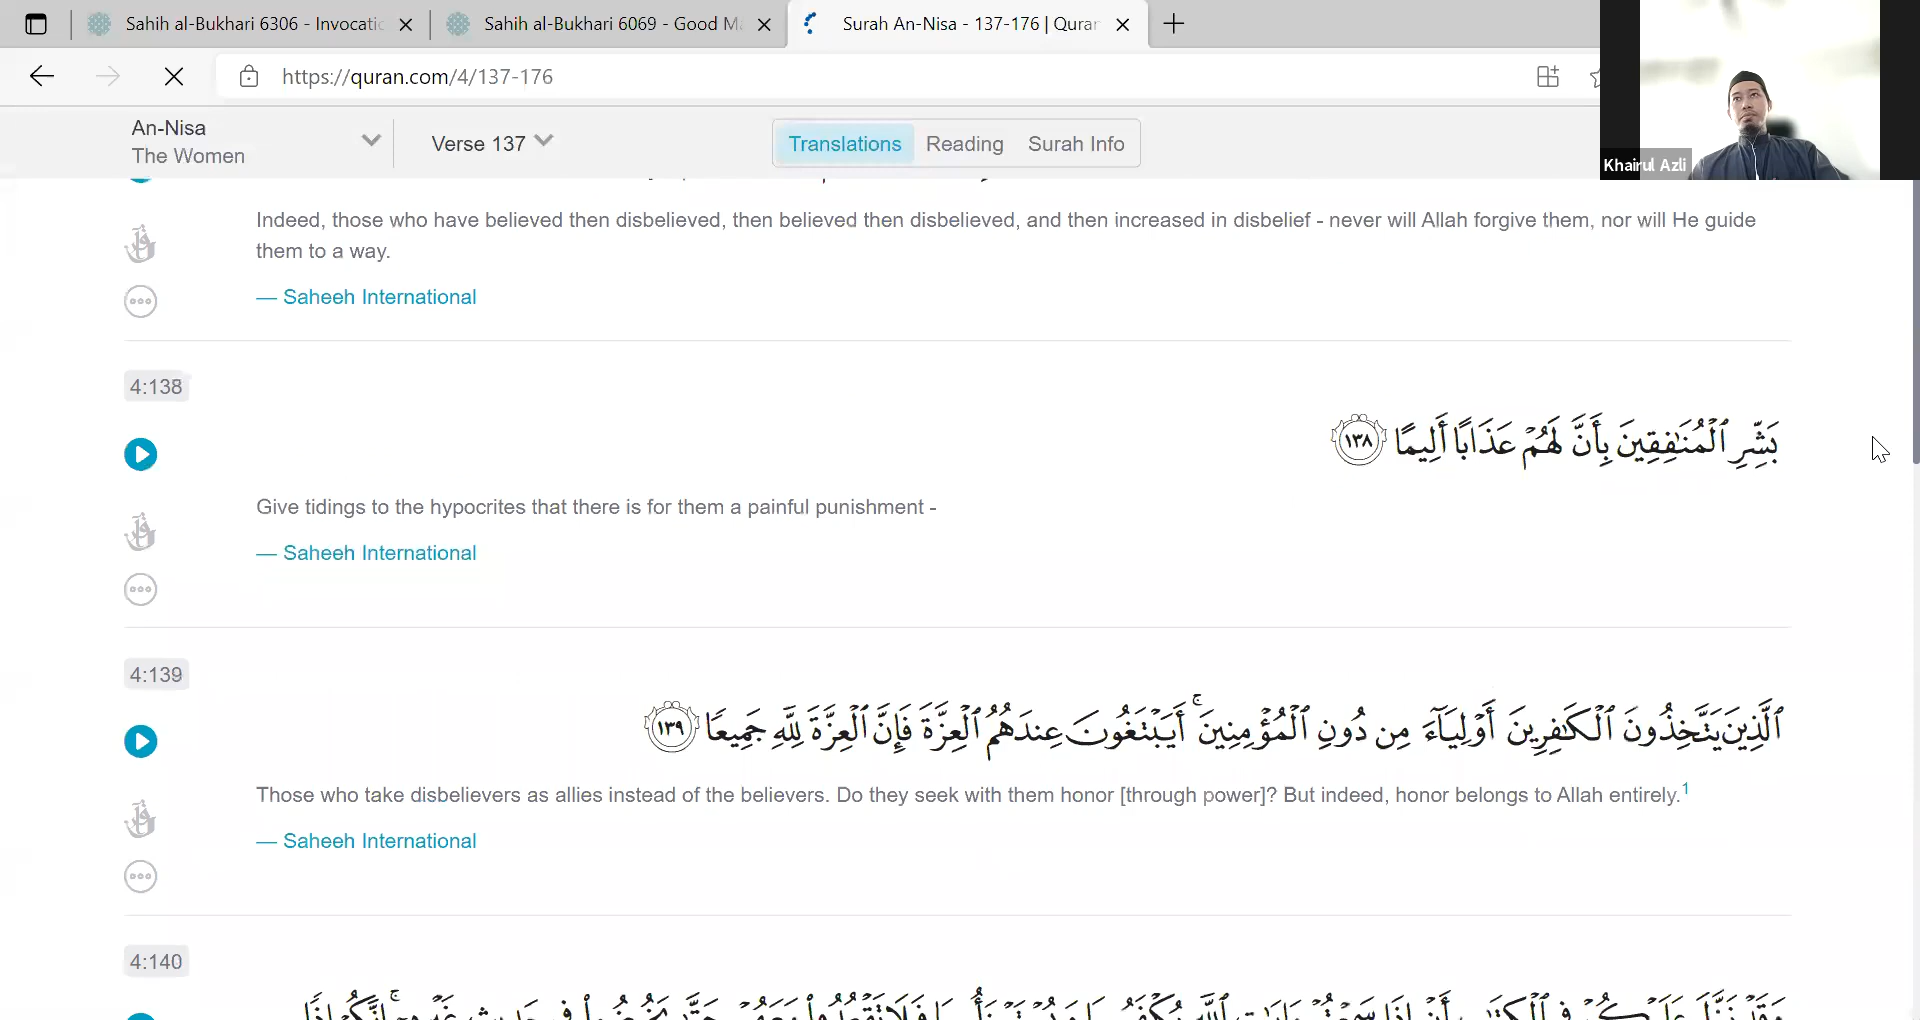 Sahih al-Bukhari 6306 - Invocatic
Sahih al-Bukhari 6069 - Good Ma
Surah An-Nisa - 137-176 | Quran
https://quran.com/4/137-176
An-Nisa
The Women
Verse 137
Translations
Reading
Surah Info
Khairul Azli
Indeed, those who have believed then disbelieved, then believed then disbelieved, and then increased in disbelief - never will Allah forgive them, nor will He guide
them to a way.
— Saheeh International
4:138
بَشِّرِ ٱلْمُنَـٰفِقِينَ بِأَنَّ لَهُمْ عَذَابًا أَلِيمًا ١٣٨
Give tidings to the hypocrites that there is for them a painful punishment -
— Saheeh International
4:139
ٱلَّذِينَ يَتَّخِذُونَ ٱلْكَـٰفِرِينَ أَوْلِيَآءَ مِن دُونِ ٱلْمُؤْمِنِينَ ۚ أَيَبْتَغُونَ عِندَهُمُ ٱلْعِزَّةَ فَإِنَّ ٱلْعِزَّةَ لِلَّهِ جَمِيعًا ١٣٩
Those who take disbelievers as allies instead of the believers. Do they seek with them honor [through power]? But indeed, honor belongs to Allah entirely.1
— Saheeh International
4:140